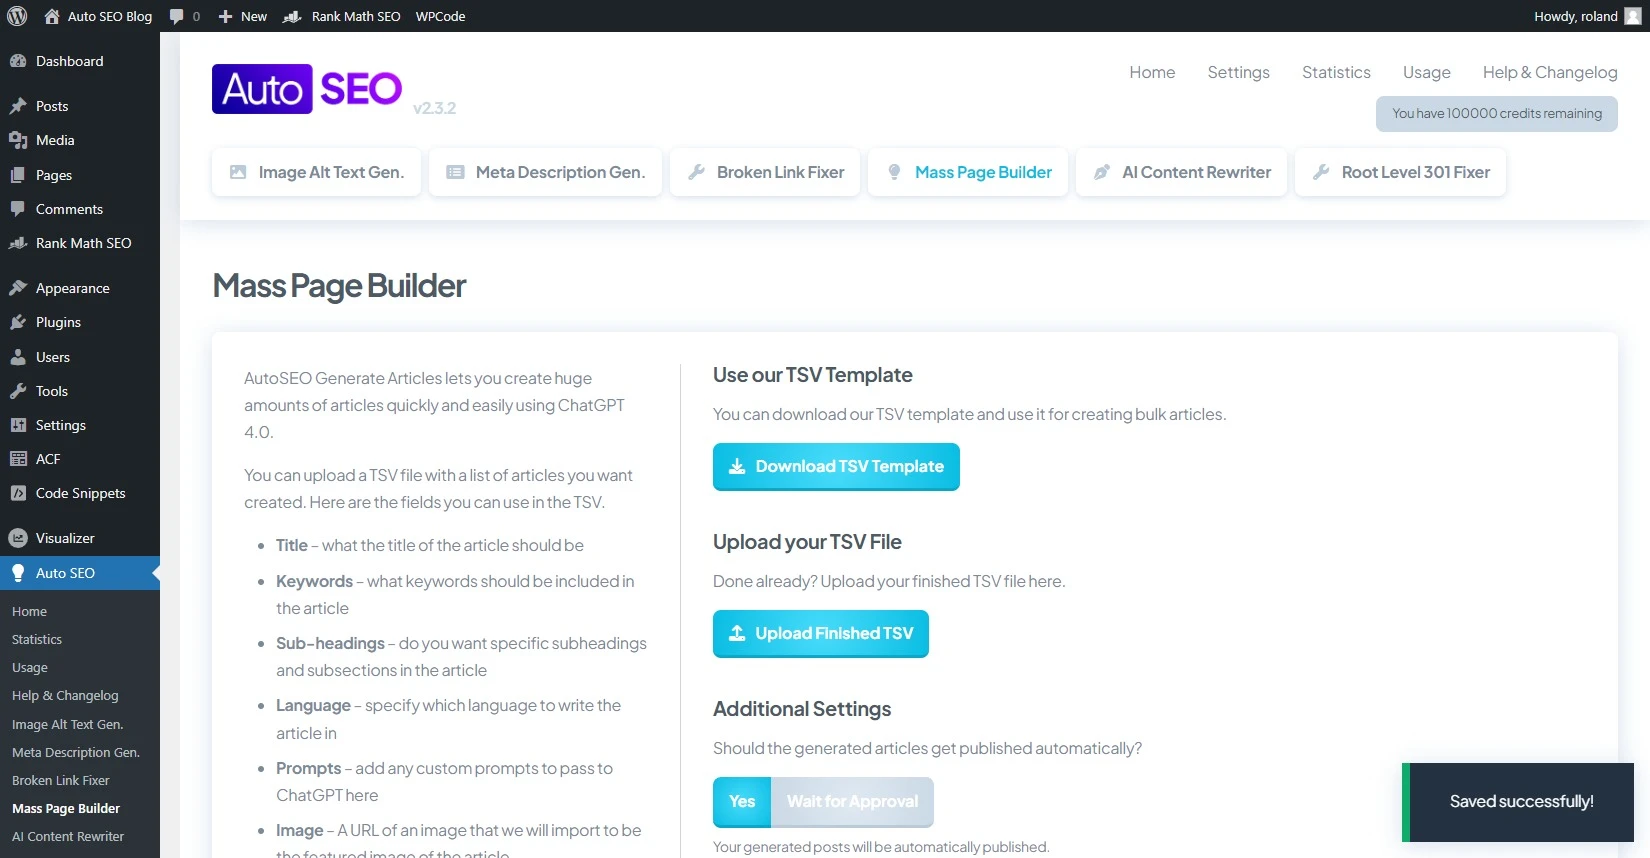 Auto SEO Blog
0
New
Rank Math SEO
WPCode
Howdy, roland
Dashboard
Posts
Media
Pages
Comments
Rank Math SEO
Appearance
Plugins
Users
Tools
Settings
ACF
Code Snippets
Visualizer
Auto SEO
Home
Statistics
Usage
Help & Changelog
Image Alt Text Gen.
Meta Description Gen.
Broken Link Fixer
Mass Page Builder
AI Content Rewriter
Auto SEO v2.3.2
Home
Settings
Statistics
Usage
Help & Changelog
You have 100000 credits remaining
Image Alt Text Gen.
Meta Description Gen.
Broken Link Fixer
Mass Page Builder
AI Content Rewriter
Root Level 301 Fixer
Mass Page Builder
AutoSEO Generate Articles lets you create huge
amounts of articles quickly and easily using ChatGPT
4.0.
You can upload a TSV file with a list of articles you want
created. Here are the fields you can use in the TSV.
• Title – what the title of the article should be
• Keywords – what keywords should be included in
the article
• Sub-headings – do you want specific subheadings
and subsections in the article
• Language – specify which language to write the
article in
• Prompts – add any custom prompts to pass to
ChatGPT here
• Image – A URL of an image that we will import to be
the featured image of the article
Use our TSV Template
You can download our TSV template and use it for creating bulk articles.
Download TSV Template
Upload your TSV File
Done already? Upload your finished TSV file here.
Upload Finished TSV
Additional Settings
Should the generated articles get published automatically?
Yes
Wait for Approval
Your generated posts will be automatically published.
Saved successfully!